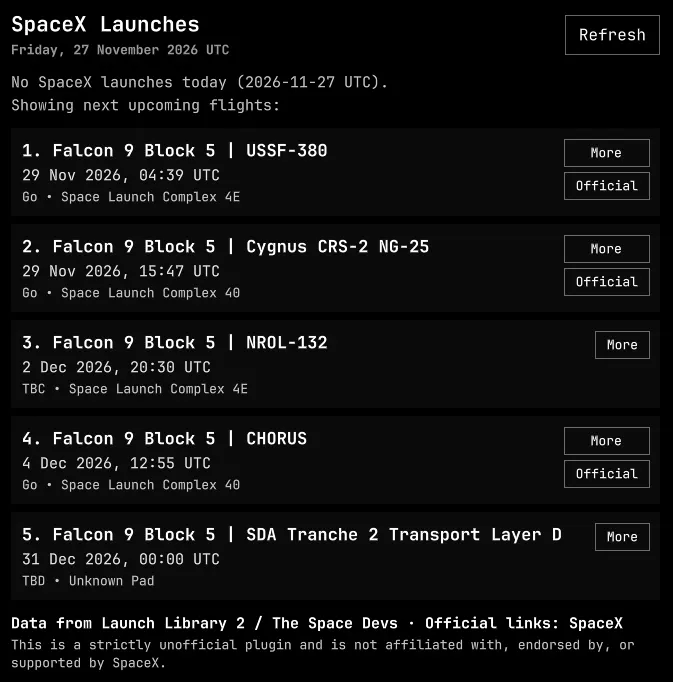 SpaceX Launches
Refresh
Friday, 27 November 2026 UTC
No SpaceX launches today (2026-11-27 UTC).
Showing next upcoming flights:
1. Falcon 9 Block 5 | USSF-380
More
29 Nov 2026, 04:39 UTC
Official
Go • Space Launch Complex 4E
2. Falcon 9 Block 5 | Cygnus CRS-2 NG-25
More
29 Nov 2026, 15:47 UTC
Official
Go • Space Launch Complex 40
3. Falcon 9 Block 5 | NROL-132
More
2 Dec 2026, 20:30 UTC
TBC • Space Launch Complex 4E
4. Falcon 9 Block 5 | CHORUS
More
4 Dec 2026, 12:55 UTC
Official
Go • Space Launch Complex 40
5. Falcon 9 Block 5 | SDA Tranche 2 Transport Layer D
More
31 Dec 2026, 00:00 UTC
TBD • Unknown Pad
Data from Launch Library 2 / The Space Devs · Official links: SpaceX
This is a strictly unofficial plugin and is not affiliated with, endorsed by, or
supported by SpaceX.